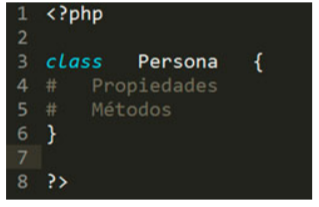 1 <?php
2
3 class Persona {
4 # Propiedades
5 # Métodos
6 }
7
8 ?>